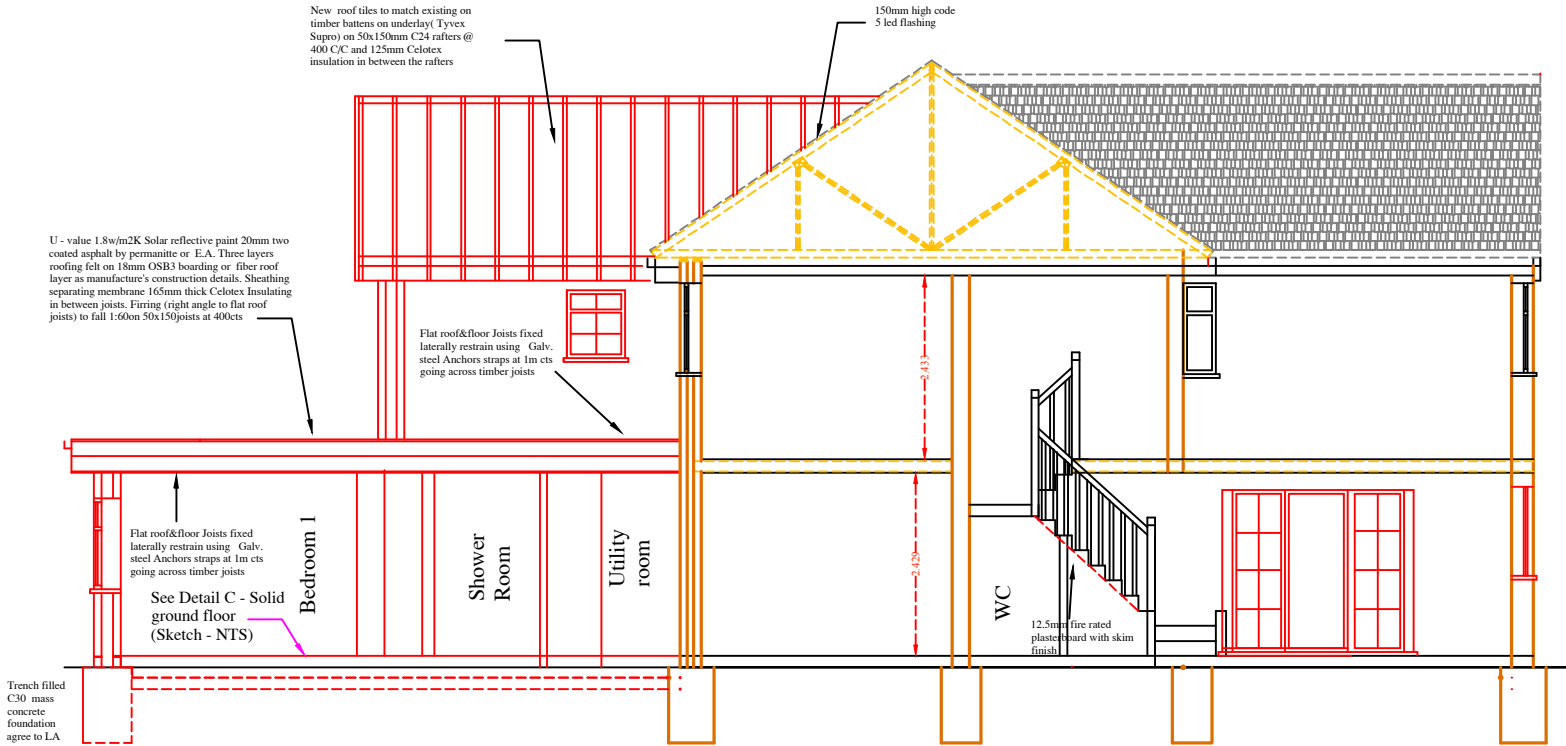 New roof tiles to match existing on
timber battens on underlay( Tyvex
Supro) on 50x150mm C24 rafters @
400 C/C and 125mm Celotex
insulation in between the rafters
150mm high code
5 led flashing
U - value 1.8w/m2K Solar reflective paint 20mm two
coated asphalt by permanitte or E.A. Three layers
roofing felt on 18mm OSB3 boarding or fiber roof
layer as manufacture's construction details. Sheathing
separating membrane 165mm thick Celotex Insulating
in between joists. Firring (right angle to flat roof
joists) to fall 1:60on 50x150joists at 400cts
Flat roof&floor Joists fixed
laterally restrain using Galv.
steel Anchors straps at 1m cts
going across timber joists
2.433
Flat roof&floor Joists fixed
laterally restrain using Galv.
steel Anchors straps at 1m cts
going across timber joists
See Detail C - Solid
ground floor
(Sketch - NTS)
Bedroom 1
Shower
Room
Utility
room
2.429
WC
12.5mm fire rated
plasterboard with skim
finish
Trench filled
C30 mass
concrete
foundation
agree to LA